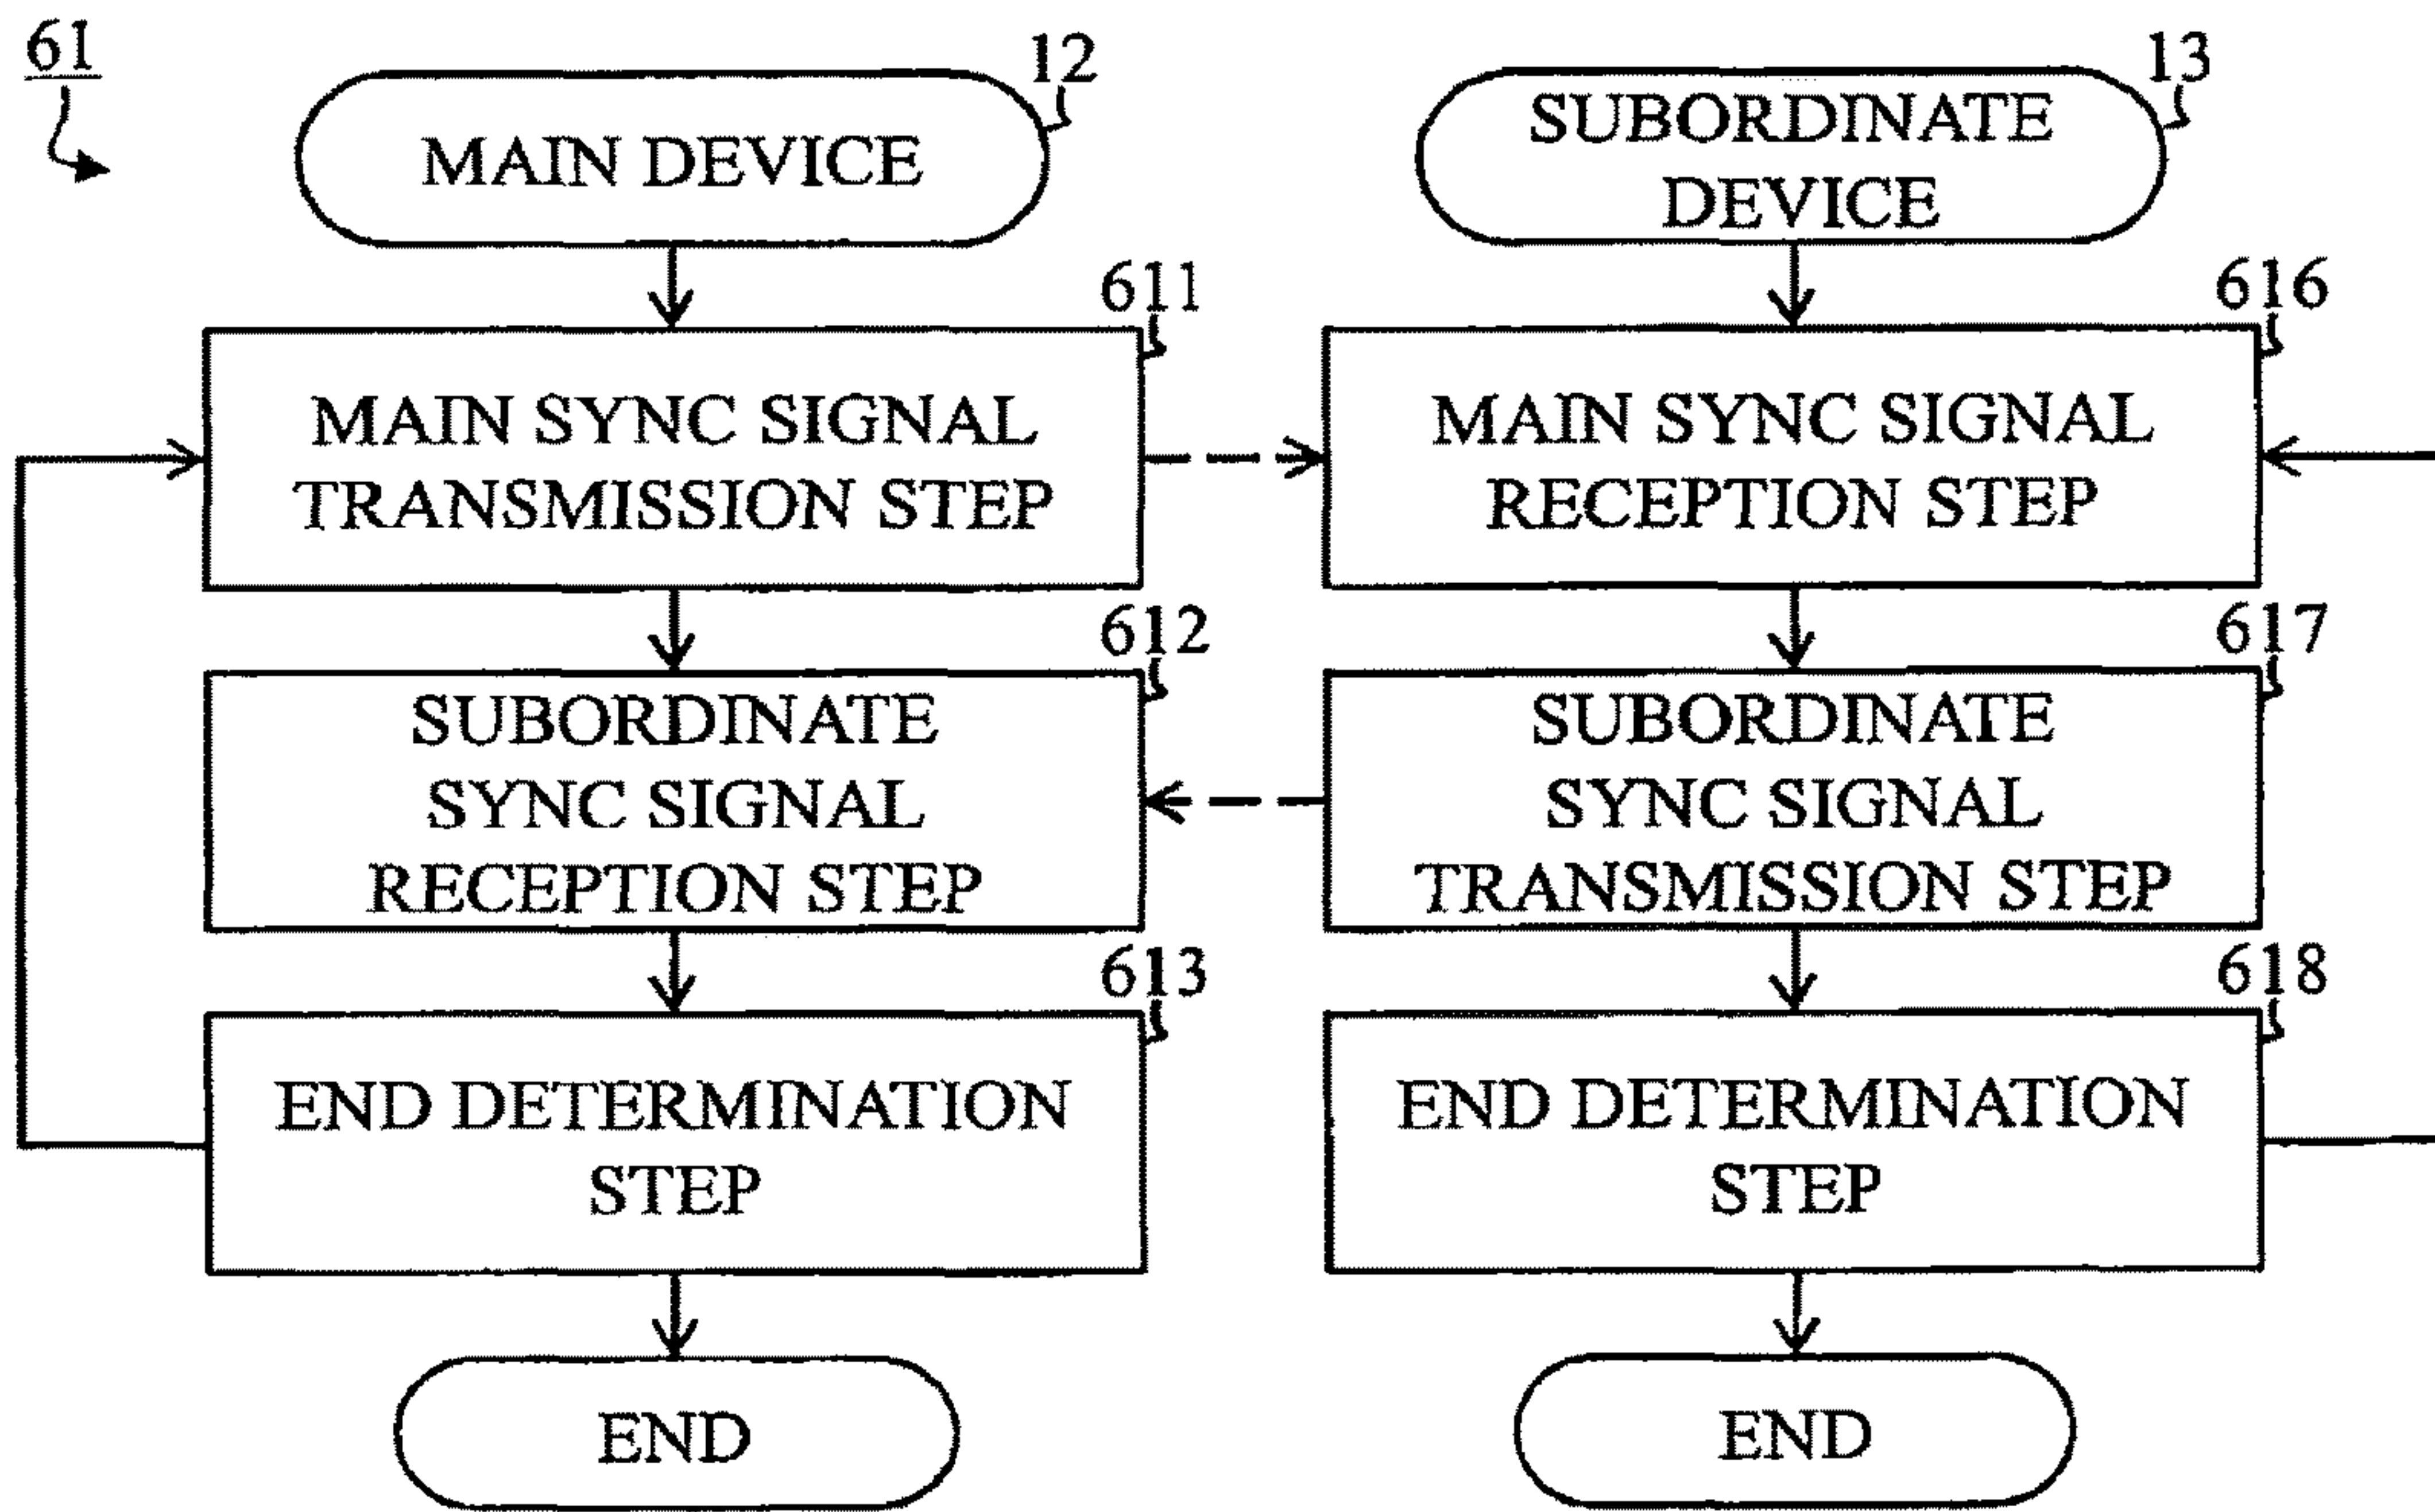 61
12
MAIN DEVICE
13
SUBORDINATE
DEVICE
611
MAIN SYNC SIGNAL
TRANSMISSION STEP
616
MAIN SYNC SIGNAL
RECEPTION STEP
612
SUBORDINATE
SYNC SIGNAL
RECEPTION STEP
617
SUBORDINATE
SYNC SIGNAL
TRANSMISSION STEP
613
END DETERMINATION
STEP
618
END DETERMINATION
STEP
END
END